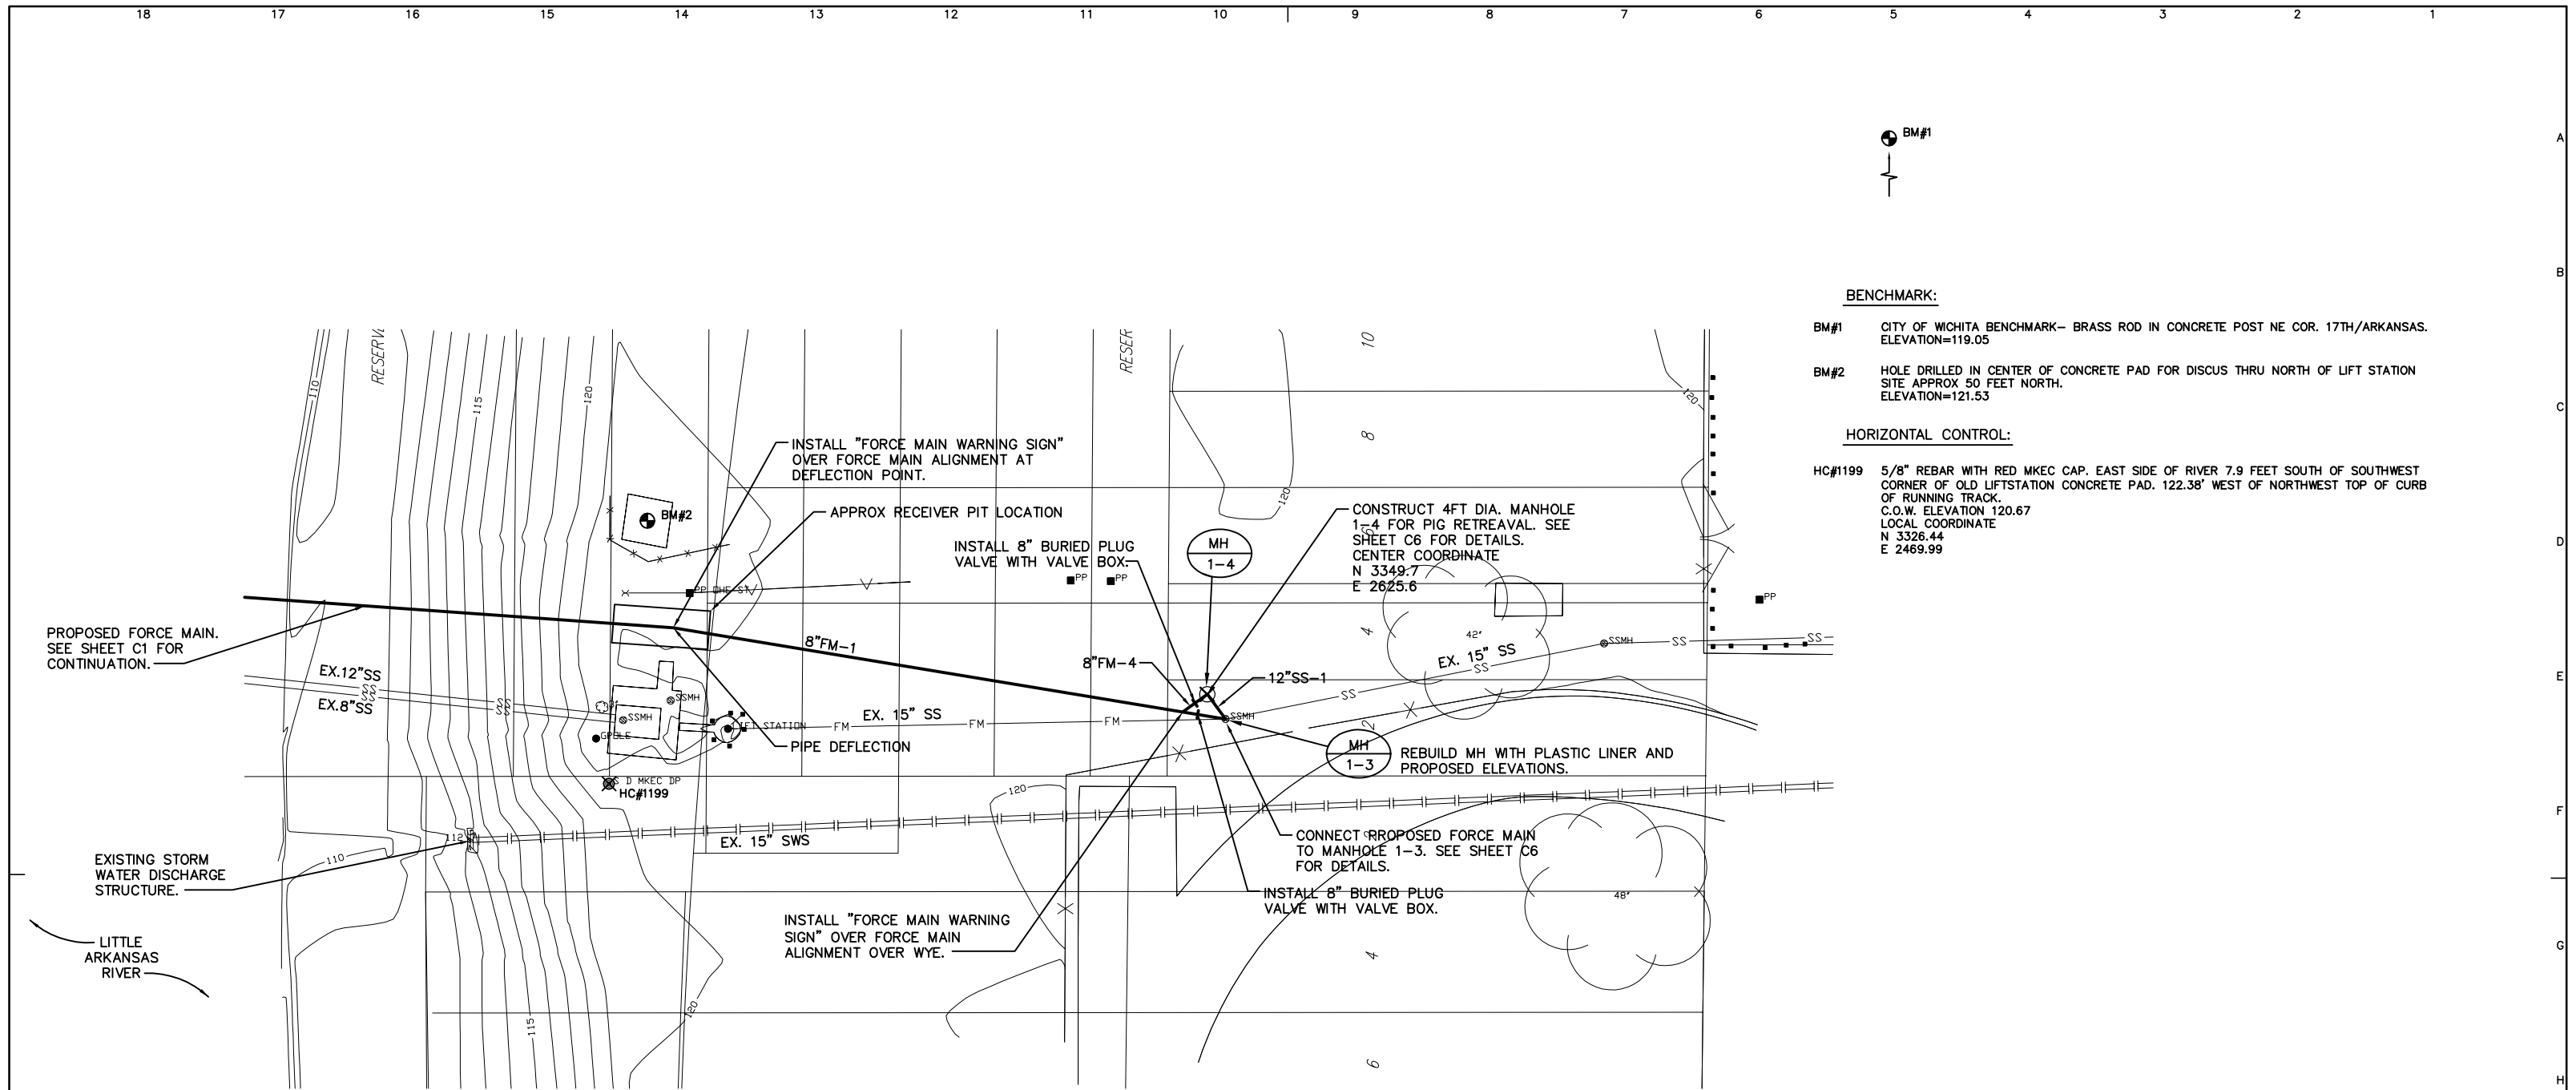 18 17 16 15 14 13 12 11 10 9 8 7 6 5 4 3 2 1
A
B
C
D
E
F
G
H
BM#1
BENCHMARK:
BM#1 CITY OF WICHITA BENCHMARK– BRASS ROD IN CONCRETE POST NE COR. 17TH/ARKANSAS.
ELEVATION=119.05
BM#2 HOLE DRILLED IN CENTER OF CONCRETE PAD FOR DISCUS THRU NORTH OF LIFT STATION
SITE APPROX 50 FEET NORTH.
ELEVATION=121.53
HORIZONTAL CONTROL:
HC#1199 5/8" REBAR WITH RED MKEC CAP. EAST SIDE OF RIVER 7.9 FEET SOUTH OF SOUTHWEST
CORNER OF OLD LIFTSTATION CONCRETE PAD. 122.38' WEST OF NORTHWEST TOP OF CURB
OF RUNNING TRACK.
C.O.W. ELEVATION 120.67
LOCAL COORDINATE
N 3326.44
E 2469.99
110
115
120
120
120
10
8
INSTALL "FORCE MAIN WARNING SIGN"
OVER FORCE MAIN ALIGNMENT AT
DEFLECTION POINT.
APPROX RECEIVER PIT LOCATION
BM#2
INSTALL 8" BURIED PLUG
VALVE WITH VALVE BOX.
MH
1–4
CONSTRUCT 4FT DIA. MANHOLE
1–4 FOR PIG RETREAVAL. SEE
SHEET C6 FOR DETAILS.
CENTER COORDINATE
N 3349.7
E 2625.6
PP
PP
PP
PP
PROPOSED FORCE MAIN.
SEE SHEET C1 FOR
CONTINUATION.
8"FM–1
8"FM–4
12"SS–1
4
42"
EX. 15" SS
SS
SS
SS
SS
SSMH
EX.12"SS
EX.8"SS
SS
SS
SS
SS
SSMH
SSMH
LIFT STATION
FM
EX. 15" SS
FM
FM
SSMH
PIPE DEFLECTION
2
MH
1–3
REBUILD MH WITH PLASTIC LINER AND
PROPOSED ELEVATIONS.
D MKEC DP
HC#1199
120
112
EX. 15" SWS
110
EXISTING STORM
WATER DISCHARGE
STRUCTURE.
CONNECT PROPOSED FORCE MAIN
TO MANHOLE 1–3. SEE SHEET C6
FOR DETAILS.
INSTALL 8" BURIED PLUG
VALVE WITH VALVE BOX.
48"
INSTALL "FORCE MAIN WARNING
SIGN" OVER FORCE MAIN
ALIGNMENT OVER WYE.
LITTLE
ARKANSAS
RIVER
4
115
120
6